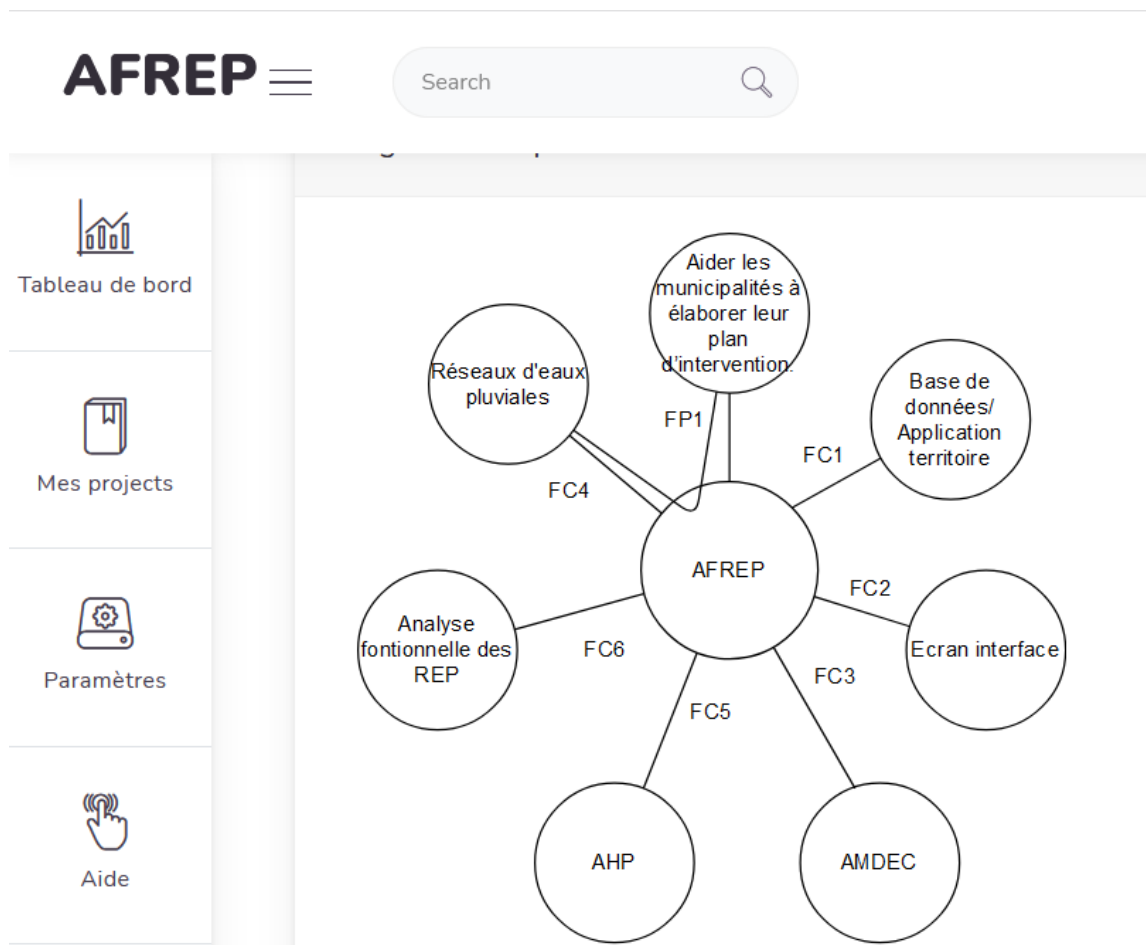 AFREP
Search
Tableau de bord
Mes projects
Paramètres
Aide
Aider les
municipalités à
élaborer leur
plan
d'intervention.
Réseaux d'eaux
pluviales
Base de
données/
Application
territoire
FP1
FC1
FC4
AFREP
FC2
Analyse
fontionnelle des
REP
FC6
Ecran interface
FC3
FC5
AHP
AMDEC